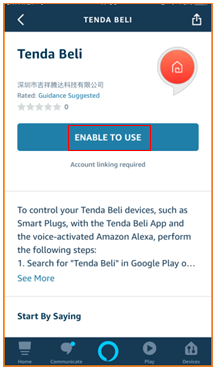 TENDA BELI
Tenda Beli
深圳市吉祥腾达科技有限公司
Rated: Guidance Suggested
0
ENABLE TO USE
Account linking required
To control your Tenda Beli devices, such as
Smart Plugs, with the Tenda Beli App and
the voice-activated Amazon Alexa, perform
the following steps:
1. Search for "Tenda Beli" in Google Play o...
See More
Start By Saying
Home Communicate Play Devices